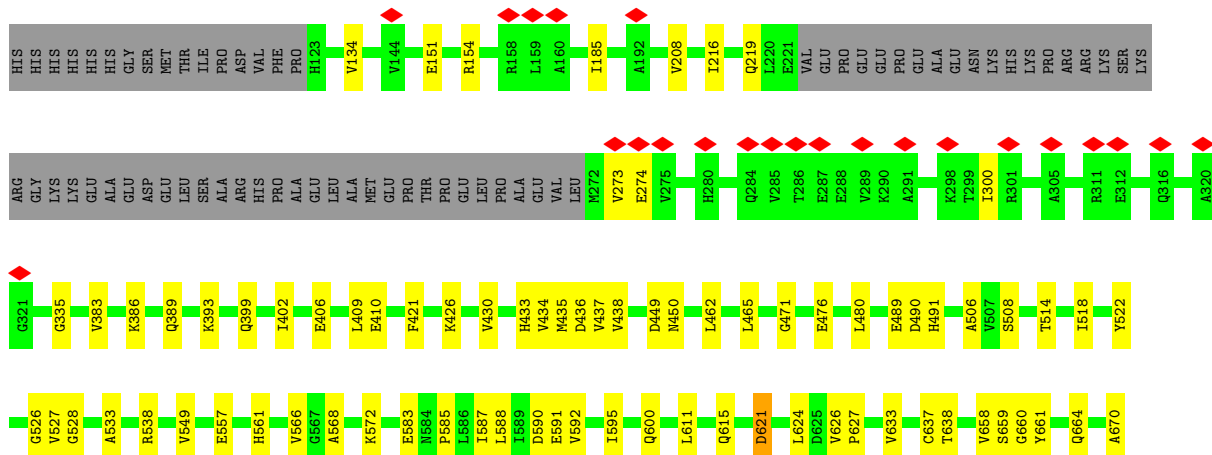 HIS HIS HIS HIS HIS HIS HIS GLY SER MET THR ILE PRO ASP VAL PHE PRO H123 V134 V144 E151 R154 R158 L159 A160 I185 A192 V208 I216 Q219 L220 E221 VAL GLU PRO GLU GLU PRO GLU ALA GLU ASN LYS HIS LYS PRO ARG ARG LYS SER LYS
ARG GLY LYS LYS GLU ALA GLU ASP GLU LEU SER ALA ARG HIS PRO ALA GLU LEU ALA MET GLU PRO THR PRO GLU LEU PRO ALA GLU VAL LEU M272 V273 E274 V275 H280 Q284 V285 T286 E287 E288 V289 K290 A291 K298 T299 I300 R301 A305 R311 E312 Q316 A320
G321 G335 V383 K386 Q389 K393 Q399 I402 E406 L409 E410 F421 K426 V430 H433 V434 M435 D436 V437 V438 D449 N450 L462 L465 G471 E476 L480 E489 D490 H491 A506 V507 S508 T514 I518 Y522
G526 V527 G528 A533 R538 V549 E557 H561 V566 G567 A568 K572 E583 N584 P585 L586 I587 L588 I589 D590 E591 V592 I595 Q600 L611 Q615 D621 L624 D625 V626 P627 V633 C637 T638 V658 S659 G660 Y661 Q664 A670